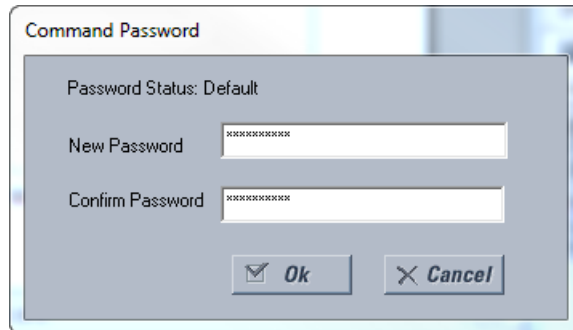 Command Password
Password Status: Default
New Password
**********
Confirm Password
**********
Ok
Cancel